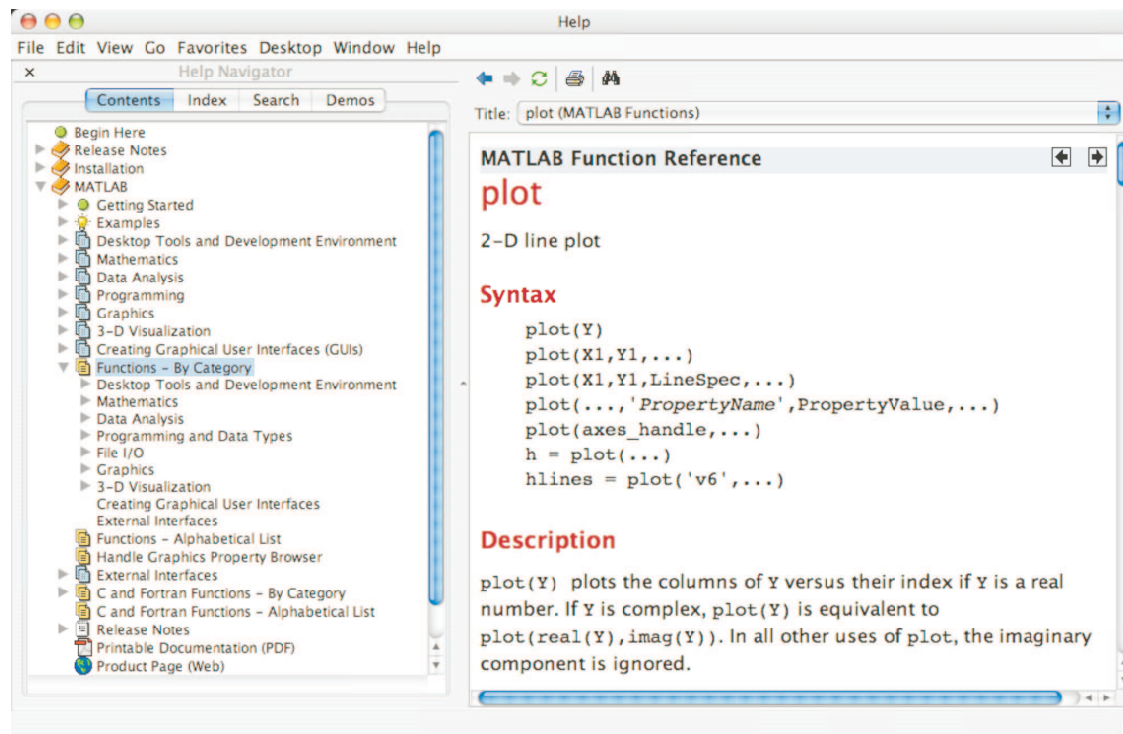 Help
File Edit View Go Favorites Desktop Window Help
x Help Navigator
Contents Index Search Demos
Begin Here
Release Notes
Installation
MATLAB
Getting Started
Examples
Desktop Tools and Development Environment
Mathematics
Data Analysis
Programming
Graphics
3-D Visualization
Creating Graphical User Interfaces (GUIs)
Functions - By Category
Desktop Tools and Development Environment
Mathematics
Data Analysis
Programming and Data Types
File I/O
Graphics
3-D Visualization
Creating Graphical User Interfaces
External Interfaces
Functions - Alphabetical List
Handle Graphics Property Browser
External Interfaces
C and Fortran Functions - By Category
C and Fortran Functions - Alphabetical List
Release Notes
Printable Documentation (PDF)
Product Page (Web)
Title: plot (MATLAB Functions)
MATLAB Function Reference
plot
2-D line plot
Syntax
plot(Y)
plot(X1,Y1,...)
plot(X1,Y1,LineSpec,...)
plot(...,'PropertyName',PropertyValue,...)
plot(axes_handle,...)
h = plot(...)
hlines = plot('v6',...)
Description
plot(Y) plots the columns of Y versus their index if Y is a real
number. If Y is complex, plot(Y) is equivalent to
plot(real(Y),imag(Y)). In all other uses of plot, the imaginary
component is ignored.